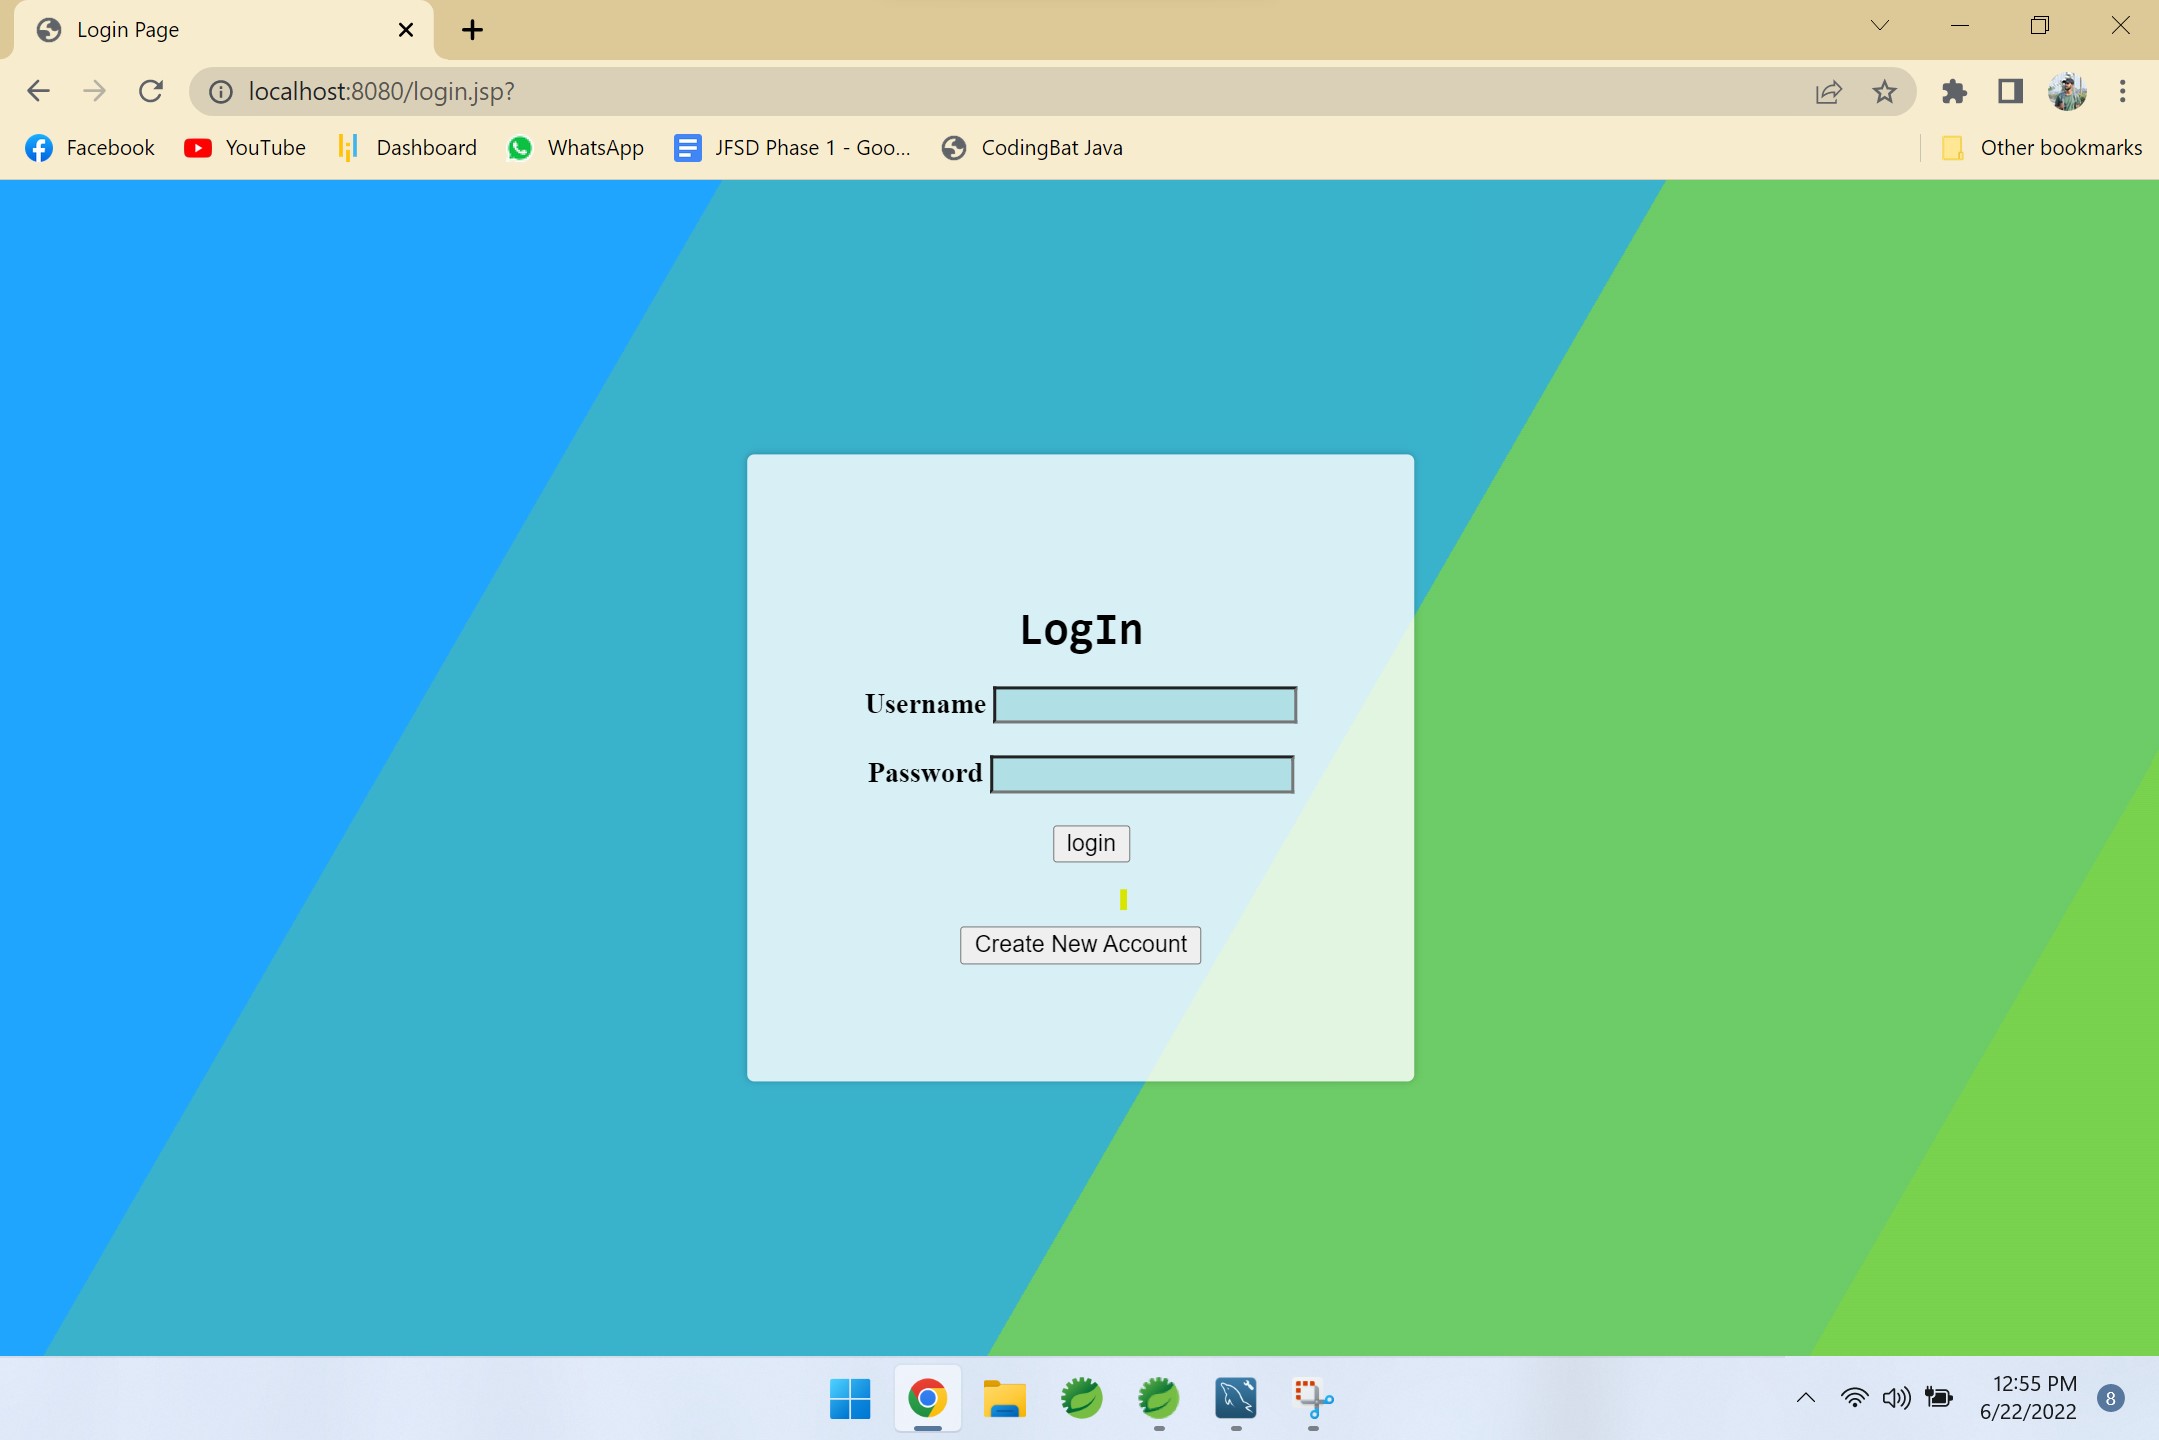 Login Page
localhost:8080/login.jsp?
Facebook YouTube Dashboard WhatsApp JFSD Phase 1 - Goo... CodingBat Java Other bookmarks
LogIn
Username
Password
login
Create New Account
12:55 PM
6/22/2022
8